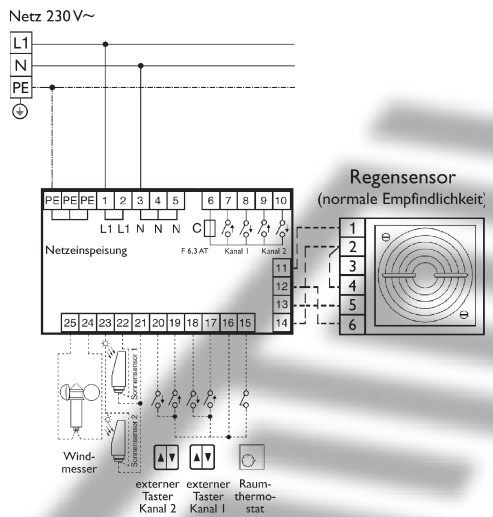 Netz 230 V~
L1
N
PE
Regensensor
(normale Empfindlichkeit)
PE PE PE 1 2 3 4 5 6 7 8 9 10
L1 L1 N N N C
Netzeinspeisung F 6,3 AT Kanal 1 Kanal 2
11
12
13
14
1
2
3
4
5
6
25 24 23 22 21 20 19 18 17 16 15
Sonnensensor 1
Sonnensensor 2
Wind-
messer
externer
Taster
Kanal 2
externer
Taster
Kanal 1
Raum-
thermo-
stat